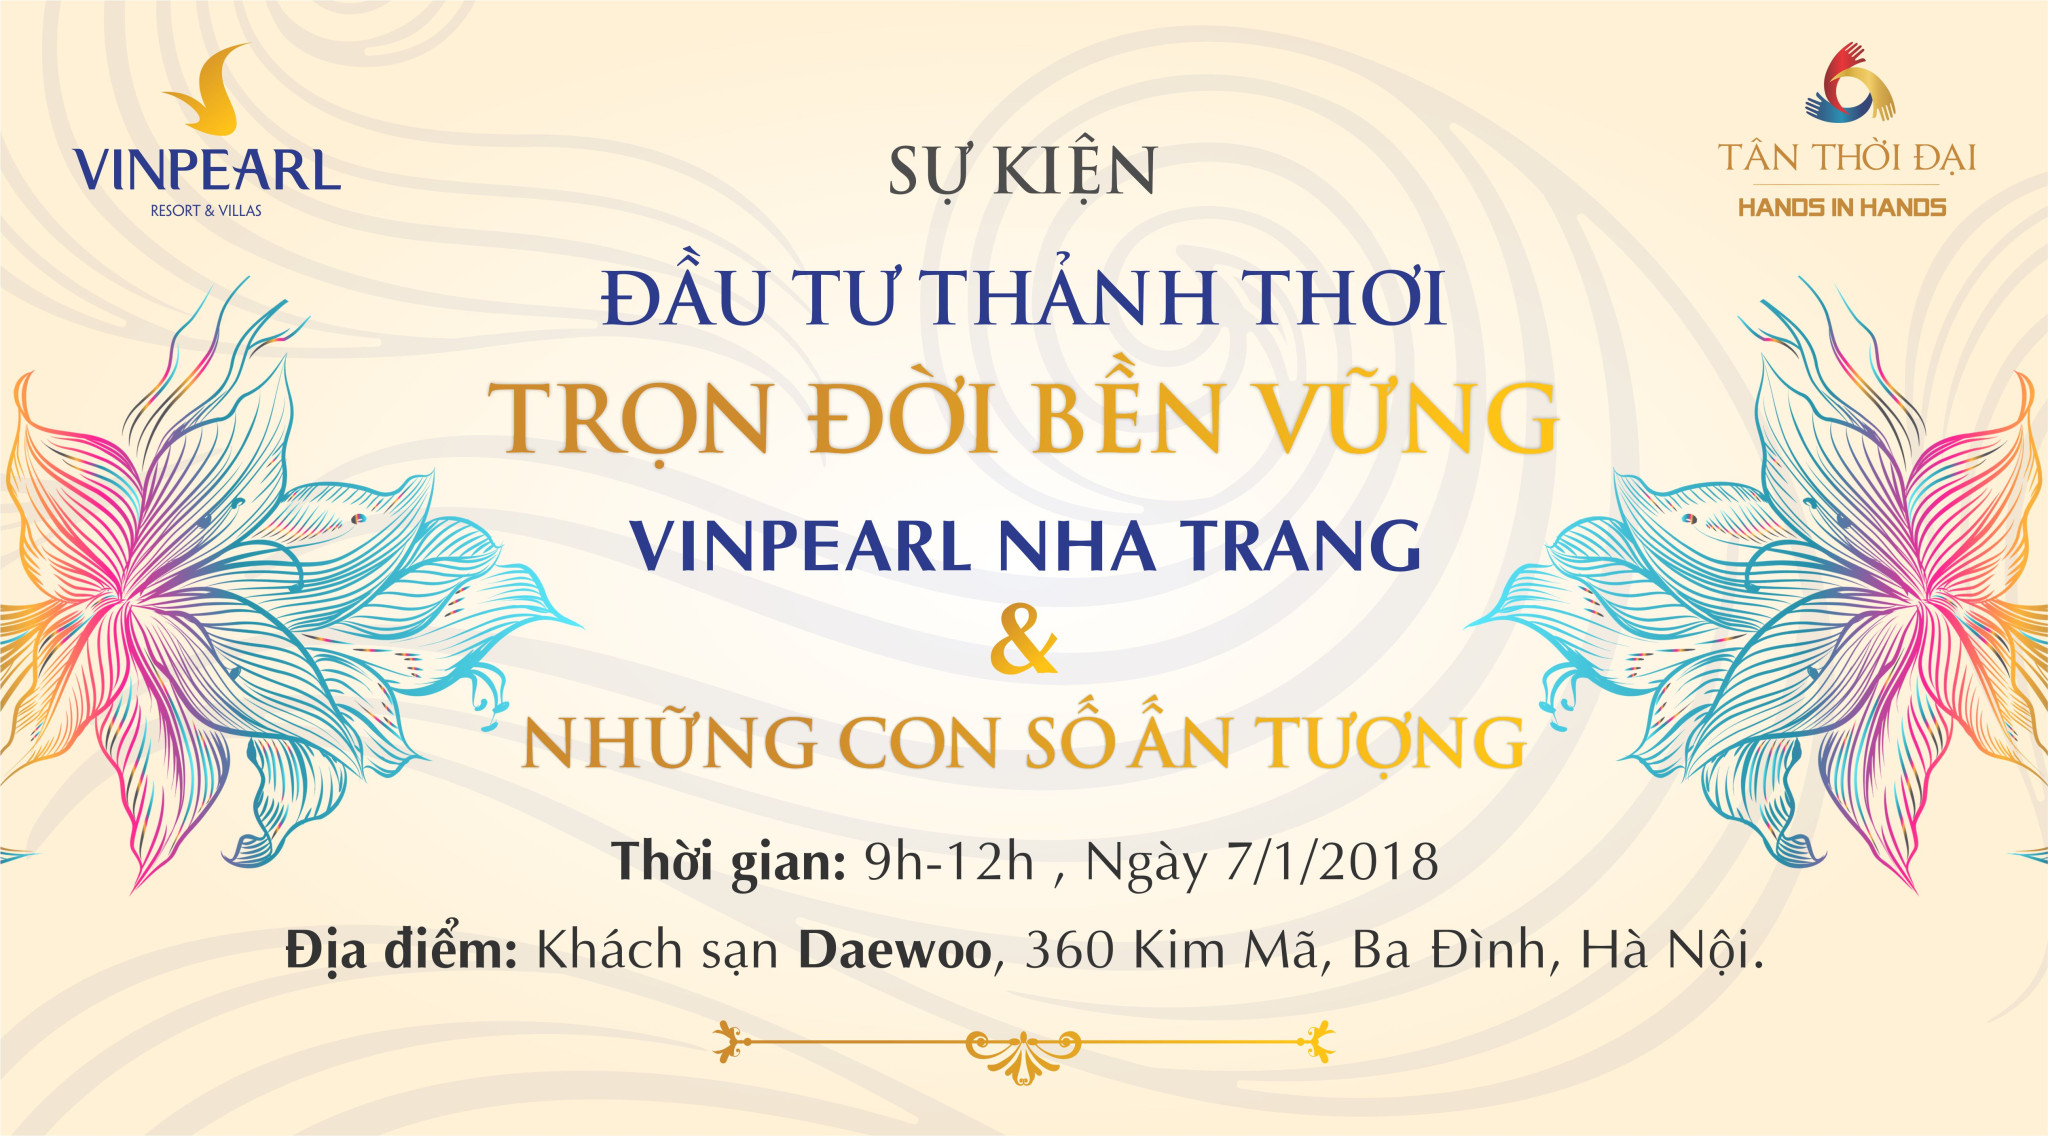 VINPEARL
RESORT & VILLAS
TÂN THỜI ĐẠI
HANDS IN HANDS
SỰ KIỆN
ĐẦU TƯ THẢNH THƠI
TRỌN ĐỜI BỀN VỮNG
VINPEARL NHA TRANG
&
NHỮNG CON SỐ ẤN TƯỢNG
Thời gian: 9h-12h , Ngày 7/1/2018
Địa điểm: Khách sạn Daewoo, 360 Kim Mã, Ba Đình, Hà Nội.